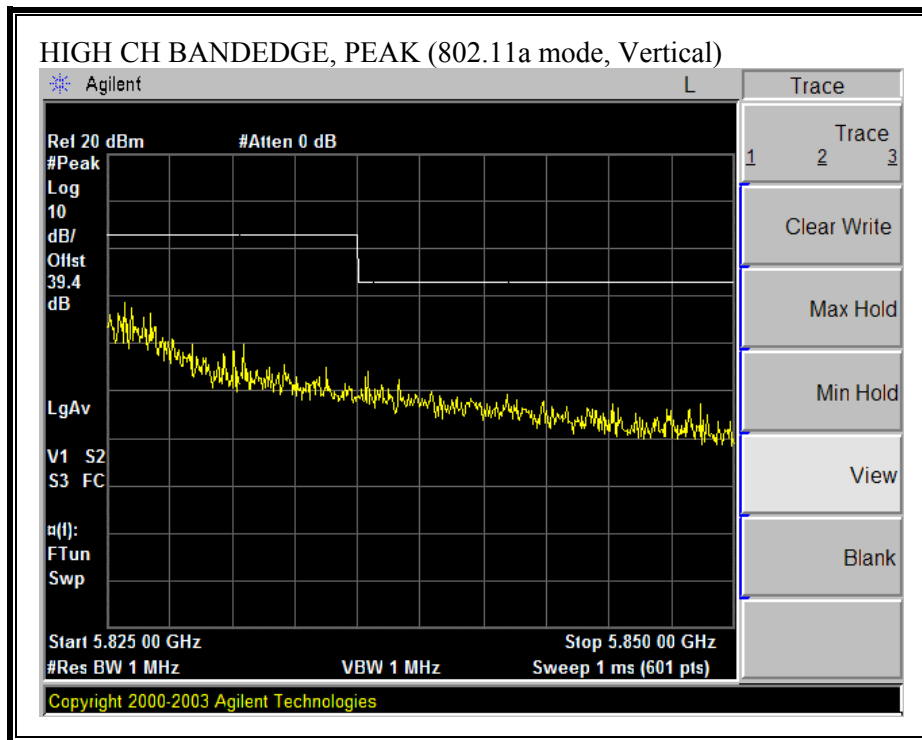 HIGH CH BANDEDGE, PEAK (802.11a mode, Vertical)
Agilent L
Trace
Ref 20 dBm #Atten 0 dB
#Peak
Log
10
dB/
Offst
39.4
dB
LgAv
V1 S2
S3 FC
¤(f):
FTun
Swp
Start 5.825 00 GHz Stop 5.850 00 GHz
#Res BW 1 MHz VBW 1 MHz Sweep 1 ms (601 pts)
Copyright 2000-2003 Agilent Technologies
Trace
1 2 3
Clear Write
Max Hold
Min Hold
View
Blank